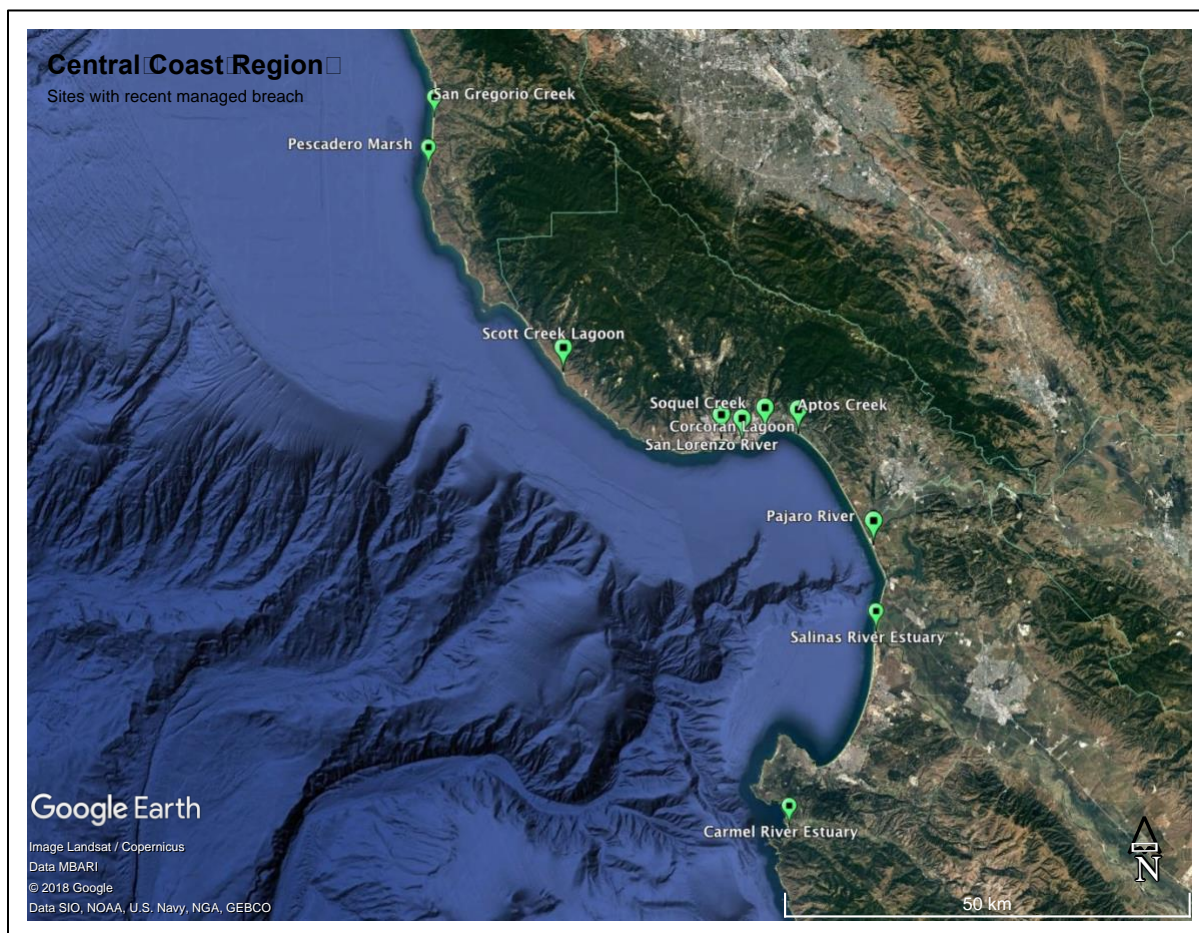 Central Coast Region
Sites with recent managed breach
San Gregorio Creek
Pescadero Marsh
Scott Creek Lagoon
Soquel Creek
Aptos Creek
Corcoran Lagoon
San Lorenzo River
Pajaro River
Salinas River Estuary
Carmel River Estuary
Google Earth
Image Landsat / Copernicus
Data MBARI
© 2018 Google
Data SIO, NOAA, U.S. Navy, NGA, GEBCO
N
50 km